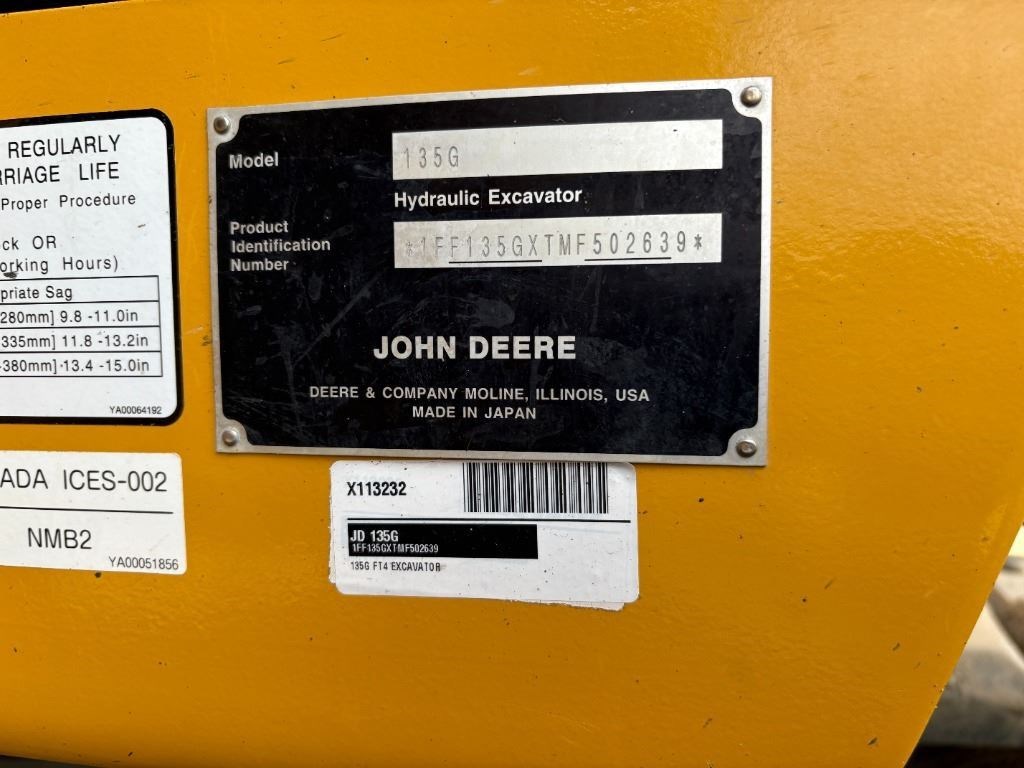 REGULARLY
RRIAGE LIFE
Proper Procedure
ck OR
orking Hours)
priate Sag
280mm] 9.8 -11.0in
335mm] 11.8 -13.2in
-380mm] 13.4 -15.0in
YA00064192
ADA ICES-002
NMB2
YA00051856
Model
135G
Hydraulic Excavator
Product
Identification
Number
*1FF135GXTMF502639*
JOHN DEERE
DEERE & COMPANY MOLINE, ILLINOIS, USA
MADE IN JAPAN
X113232
JD 135G
1FF135GXTMF502639
135G FT4 EXCAVATOR